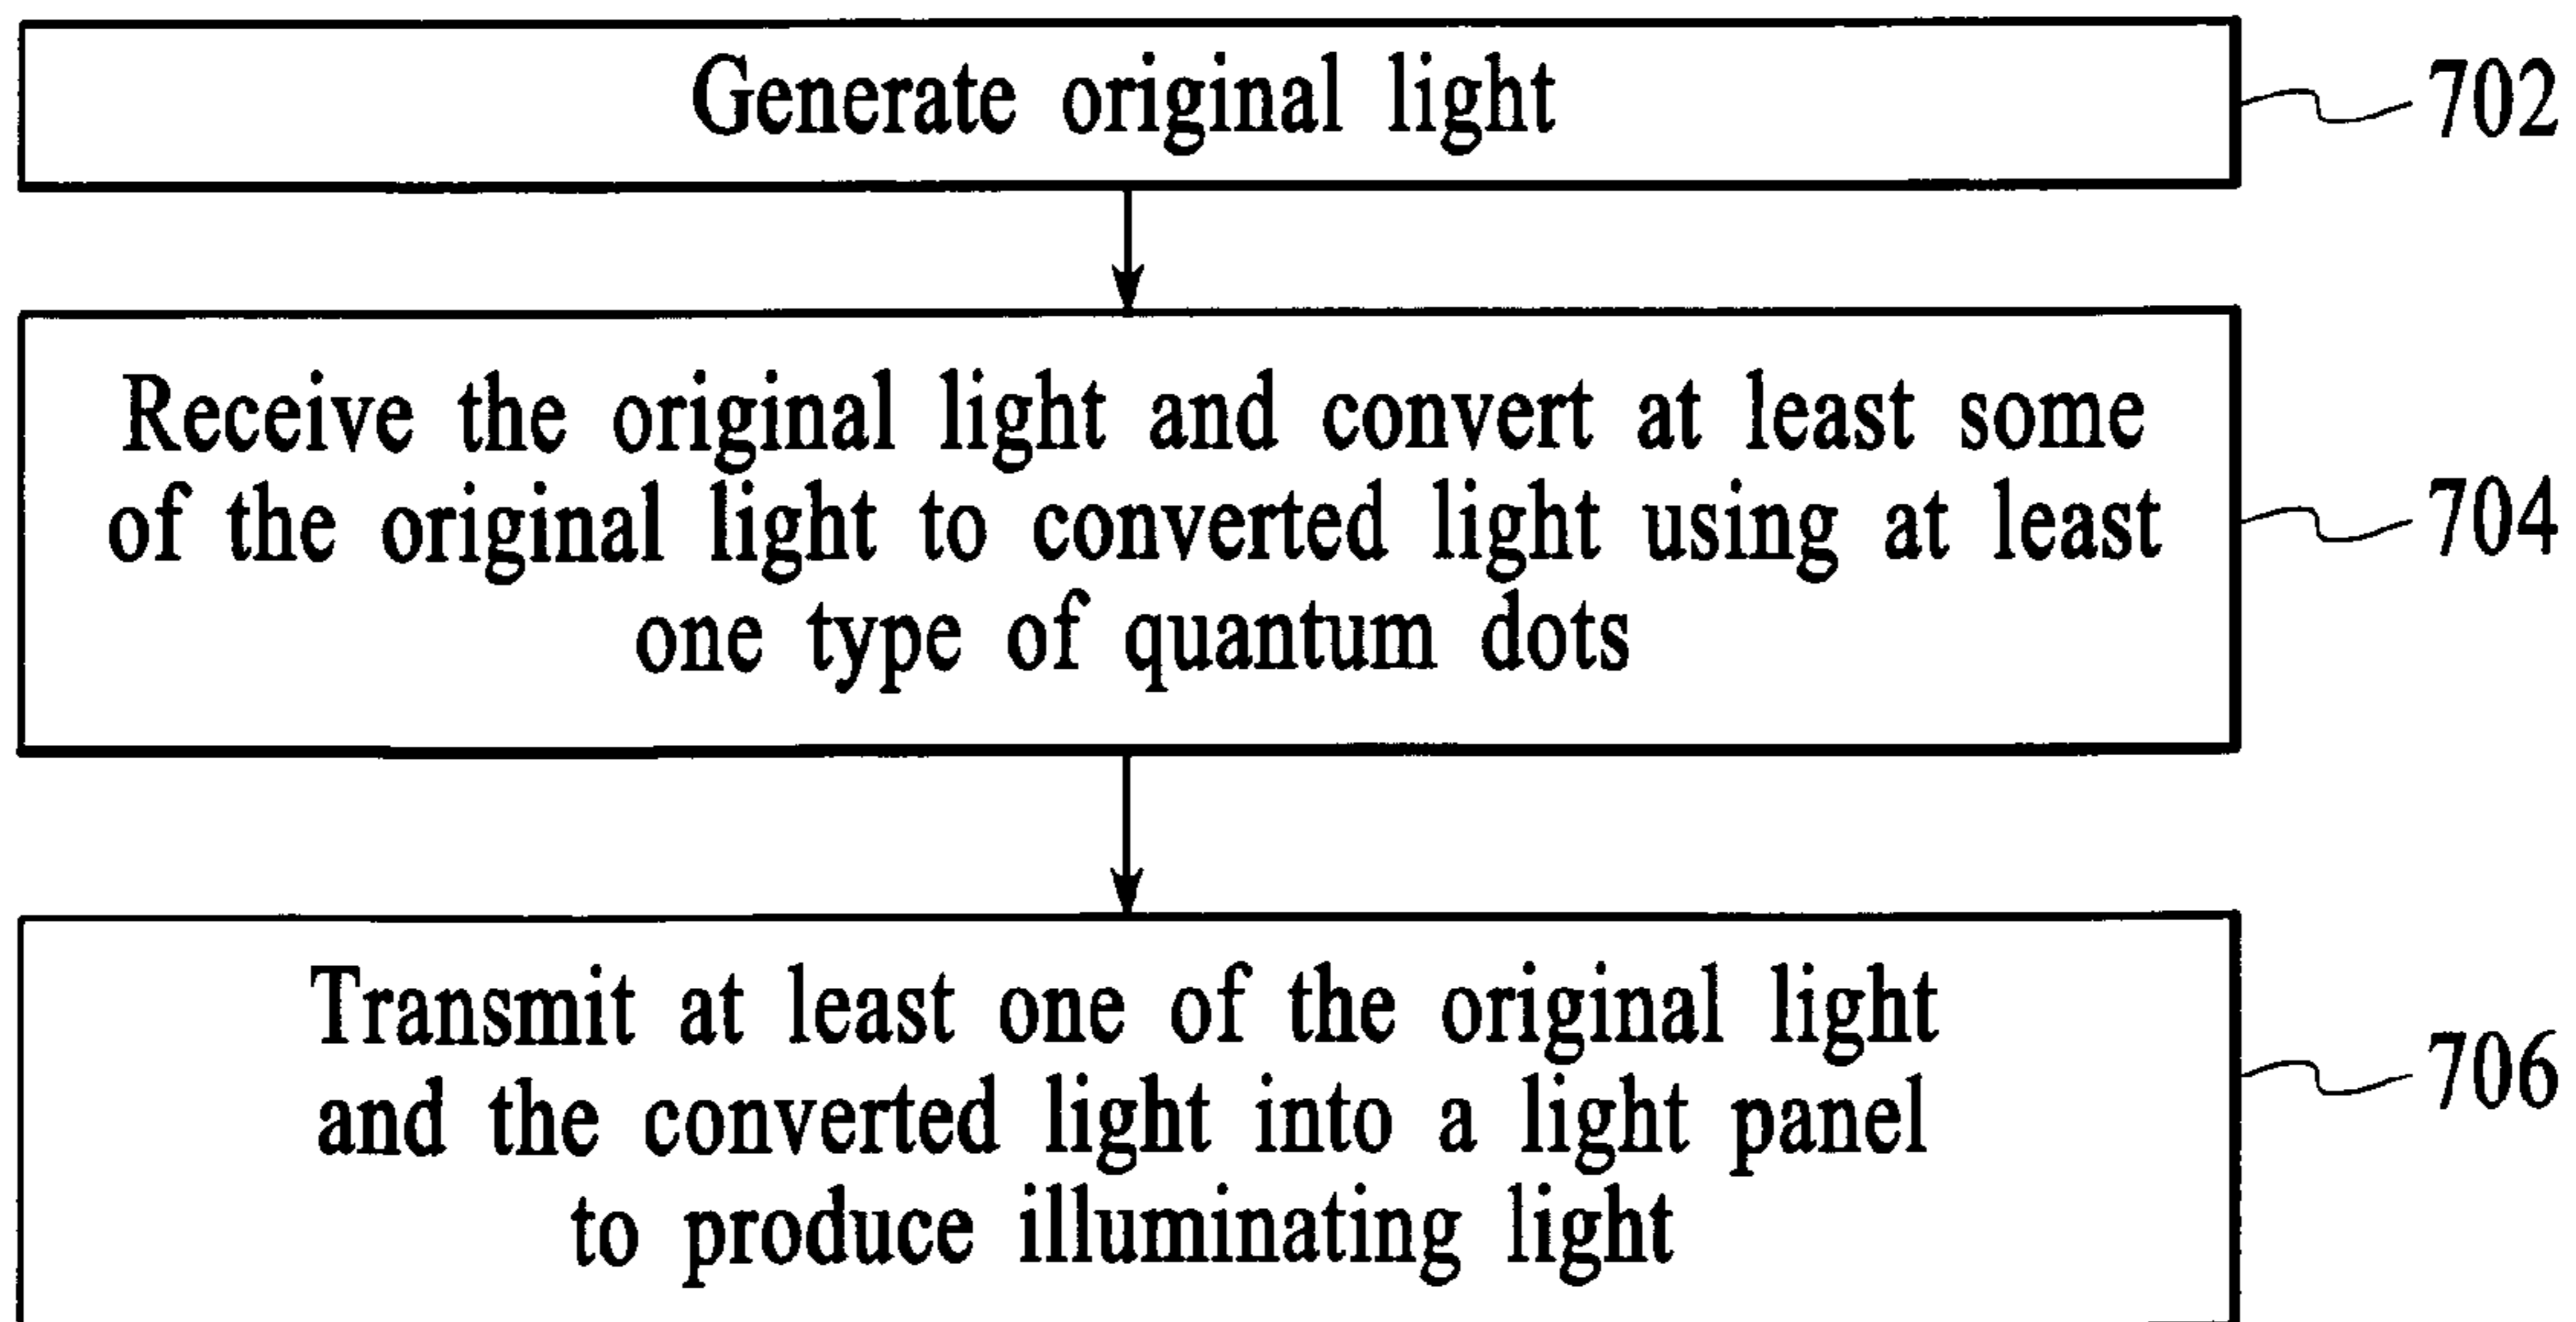 Generate original light
702
Receive the original light and convert at least some
of the original light to converted light using at least
one type of quantum dots
704
Transmit at least one of the original light
and the converted light into a light panel
to produce illuminating light
706